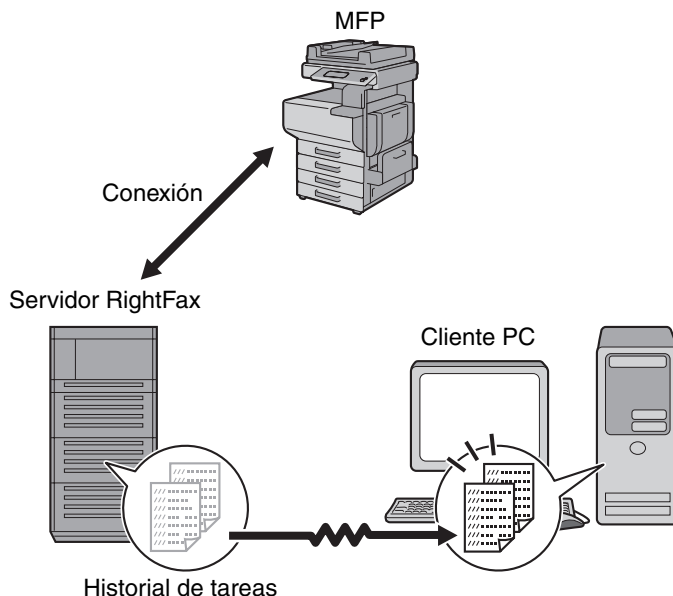 MFP
Conexión
Servidor RightFax
Cliente PC
Historial de tareas